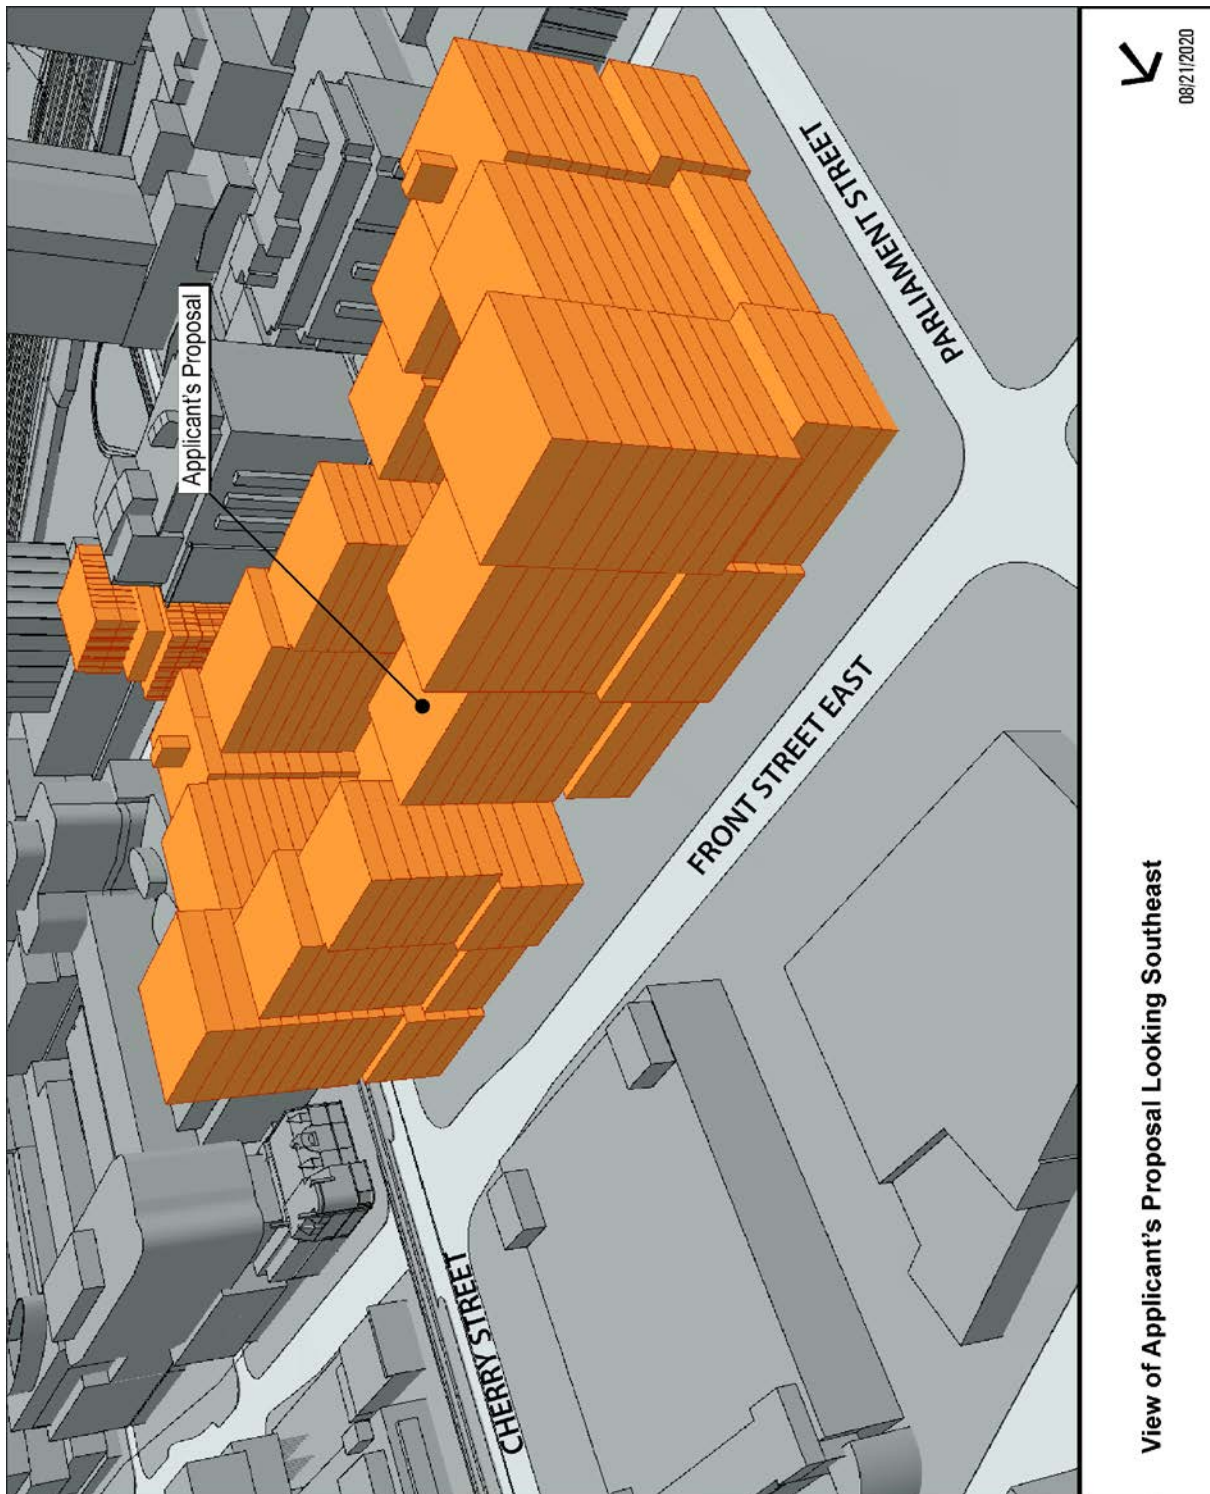 Applicant's Proposal
PARLIAMENT STREET
FRONT STREET EAST
CHERRY STREET
View of Applicant's Proposal Looking Southeast
08/21/2020